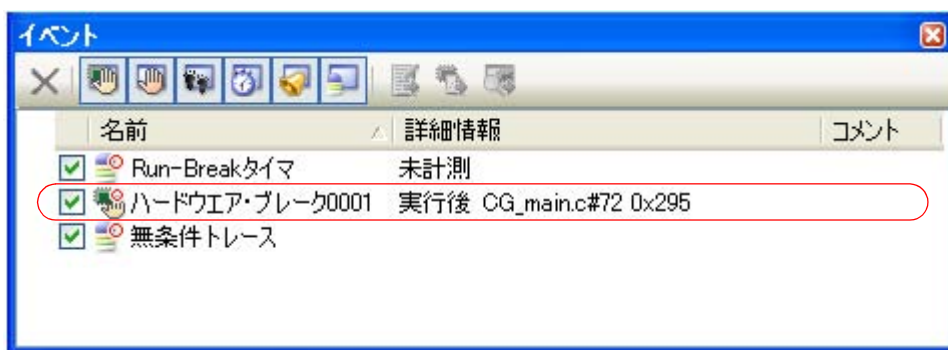 イベント
名前 詳細情報 コメント
Run-Breakタイマ 未計測
ハードウエア・ブレーク0001 実行後 CG_main.c#72 0x295
無条件トレース